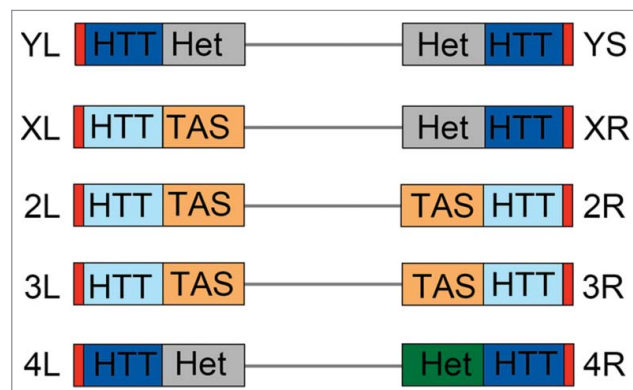 YL HTT Het Het HTT YS
XL HTT TAS Het HTT XR
2L HTT TAS TAS HTT 2R
3L HTT TAS TAS HTT 3R
4L HTT Het Het HTT 4R